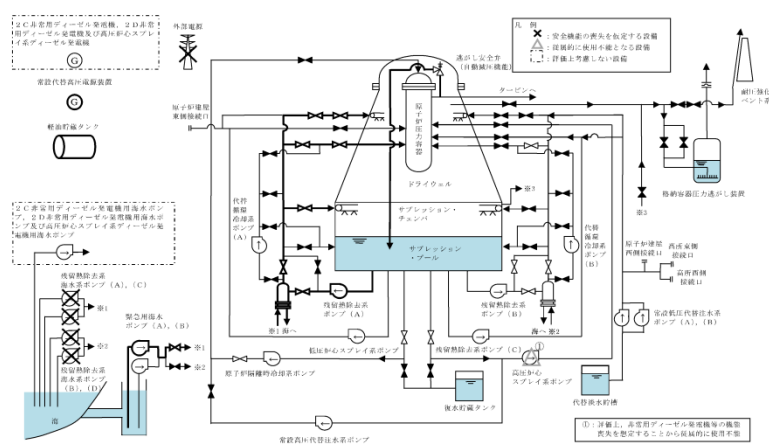 2C非常用ディーゼル発電機,2D非常
用ディーゼル発電機及び高圧炉心スプレイ
系ディーゼル発電機
G
常設代替高圧電源装置
G
軽油貯蔵タンク
2C非常用ディーゼル発電機用海水ポン
プ,2D非常用ディーゼル発電機用海水ポ
ンプ及び高圧炉心スプレイ系ディーゼル発
電機用海水ポンプ
残留熱除去系
海水系ポンプ(A),(C)
※1
※2
残留熱除去系
海水系ポンプ
(B),(D)
緊急用海水
ポンプ(A),(B)
※1
※2
海
外部電源
原子炉建屋
東側接続口
逃がし安全弁
(自動減圧機能)
タービンへ
原子炉圧力容器
ドライウェル
サプレッション・
チェンバ
サプレッション
・プール
※3
代替
循環
冷却系
ポンプ
(A)
代替
循環
冷却系
ポンプ
(B)
残留熱除去系
ポンプ(A)
残留熱除去系
ポンプ(B)
※1 海へ
海へ ※2
低圧炉心スプレイ系ポンプ
残留熱除去系ポンプ(C)
原子炉隔離時冷却系ポンプ
①
高圧炉心
スプレイ系ポンプ
復水貯蔵タンク
常設高圧代替注水系ポンプ
凡 例
:安全機能の喪失を仮定する設備
:従属的に使用不能となる設備
:評価上考慮しない設備
耐圧強化
ベント系
格納容器圧力逃がし装置
※3
原子炉建屋
西側接続口
高所東側
接続口
高所西側
接続口
常設低圧代替注水系
ポンプ(A),(B)
代替淡水貯槽
①:評価上,非常用ディーゼル発電機等の機能
喪失を想定することから従属的に使用不能